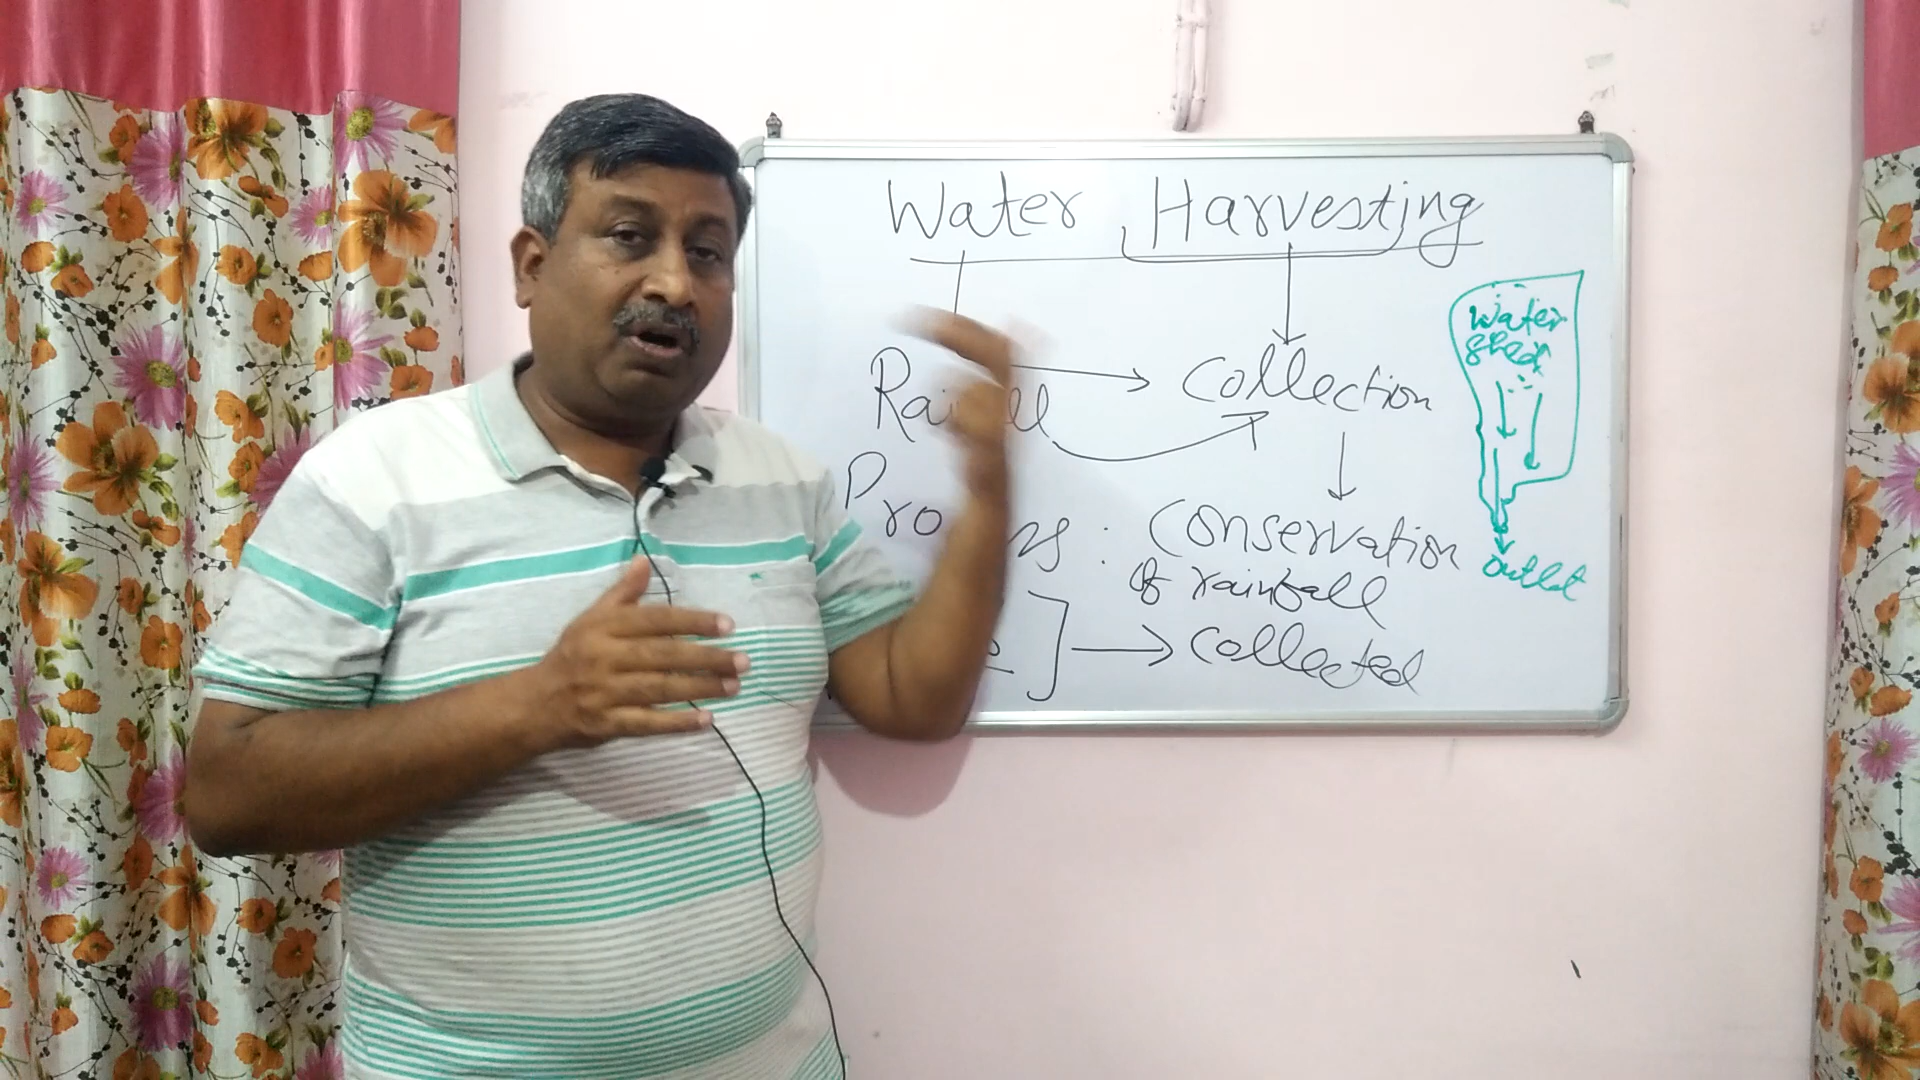 Water Harvesting
Collection
Conservation
of rainfall
Collected
Water
Shed
Outlet